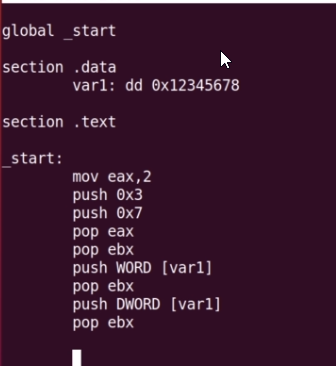 global _start
section .data
var1: dd 0x12345678
section .text
_start:
mov eax,2
push 0x3
push 0x7
pop eax
pop ebx
push WORD [var1]
pop ebx
push DWORD [var1]
pop ebx